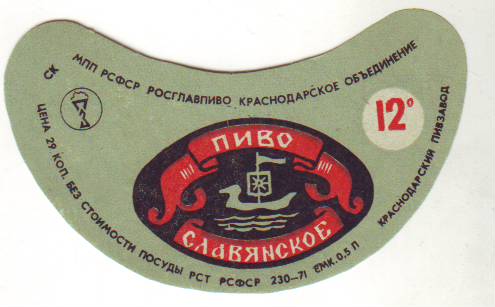 МПП РСФСР РОСГЛАВПИВО КРАСНОДАРСКОЕ ОБЪЕДИНЕНИЕ
12°
ПИВО
СЛАВЯНСКОЕ
ЦЕНА 29 КОП. БЕЗ СТОИМОСТИ ПОСУДЫ РСТ РСФСР 230-71 ЕМК. 0,5 Л КРАСНОДАРСКИЙ ПИВЗАВОД